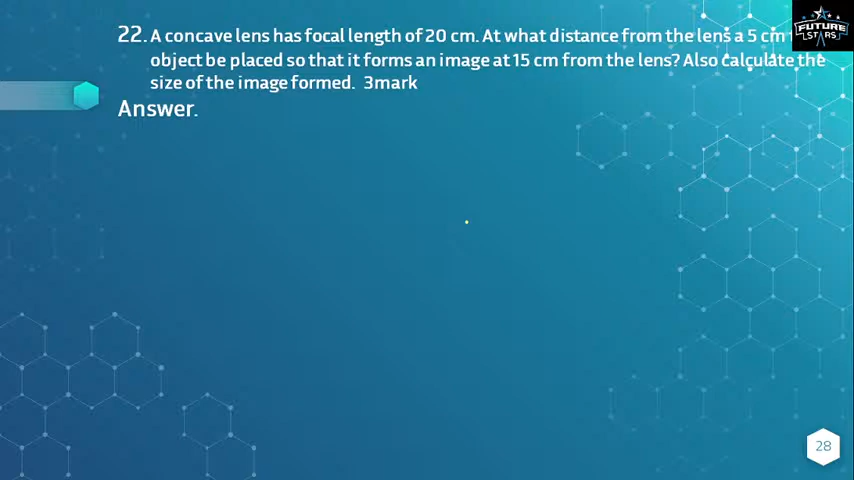 22. A concave lens has focal length of 20 cm. At what distance from the lens a 5 cm
object be placed so that it forms an image at 15 cm from the lens? Also calculate the
size of the image formed. 3mark
Answer.
FUTURE
STARS
28